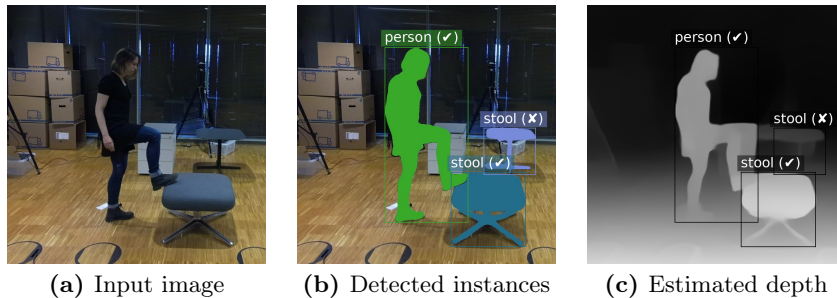 person (✔)
stool (✘)
stool (✔)
person (✔)
stool (✘)
stool (✔)
(a) Input image
(b) Detected instances
(c) Estimated depth